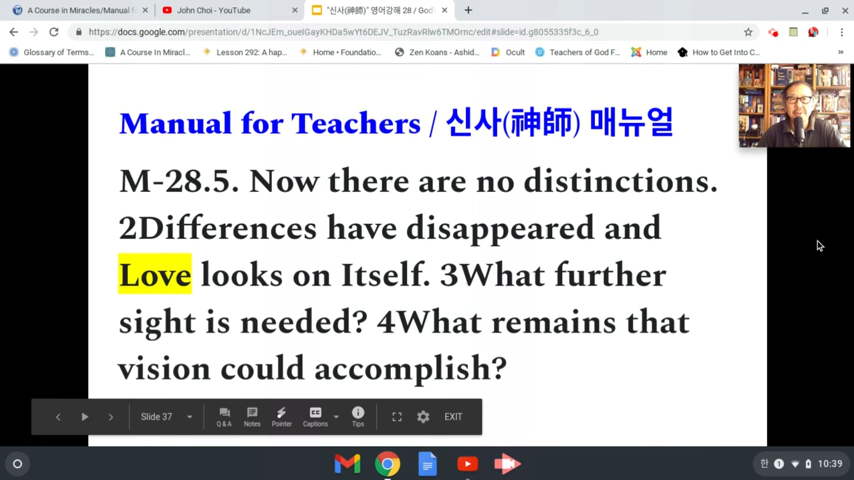 A Course in Miracles/Manual f
John Choi - YouTube
"신사(神師)" 영어강해 28 / God
https://docs.google.com/presentation/d/1NcJEm_oueIGayKHDa5wYt6DEJV_TuzRavRlw6TMOrnc/edit#slide=id.g8055335f3c_6_0
Glossary of Terms...
A Course In Miracl...
Lesson 292: A hap...
Home • Foundatio...
Zen Koans - Ashid...
Ocult
Teachers of God F...
Home
How to Get Into C...
Manual for Teachers / 신사(神師) 매뉴얼
M-28.5. Now there are no distinctions.
2Differences have disappeared and
Love looks on Itself. 3What further
sight is needed? 4What remains that
vision could accomplish?
Slide 37
Q & A
Notes
Pointer
Captions
Tips
EXIT
한
1
10:39